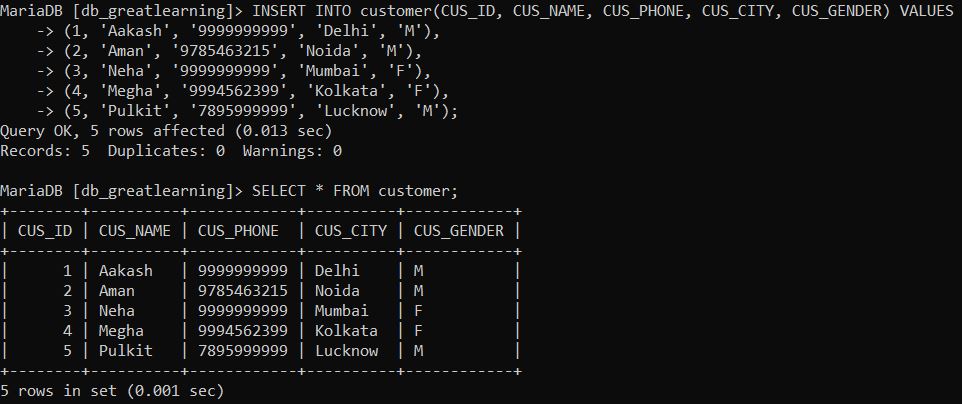 MariaDB [db_greatlearning]> INSERT INTO customer(CUS_ID, CUS_NAME, CUS_PHONE, CUS_CITY, CUS_GENDER) VALUES
    -> (1, 'Aakash', '9999999999', 'Delhi', 'M'),
    -> (2, 'Aman', '9785463215', 'Noida', 'M'),
    -> (3, 'Neha', '9999999999', 'Mumbai', 'F'),
    -> (4, 'Megha', '9994562399', 'Kolkata', 'F'),
    -> (5, 'Pulkit', '7895999999', 'Lucknow', 'M');
Query OK, 5 rows affected (0.013 sec)
Records: 5  Duplicates: 0  Warnings: 0

MariaDB [db_greatlearning]> SELECT * FROM customer;
+--------+----------+------------+----------+------------+
| CUS_ID | CUS_NAME | CUS_PHONE  | CUS_CITY | CUS_GENDER |
+--------+----------+------------+----------+------------+
|      1 | Aakash   | 9999999999 | Delhi    | M          |
|      2 | Aman     | 9785463215 | Noida    | M          |
|      3 | Neha     | 9999999999 | Mumbai   | F          |
|      4 | Megha    | 9994562399 | Kolkata  | F          |
|      5 | Pulkit   | 7895999999 | Lucknow  | M          |
+--------+----------+------------+----------+------------+
5 rows in set (0.001 sec)